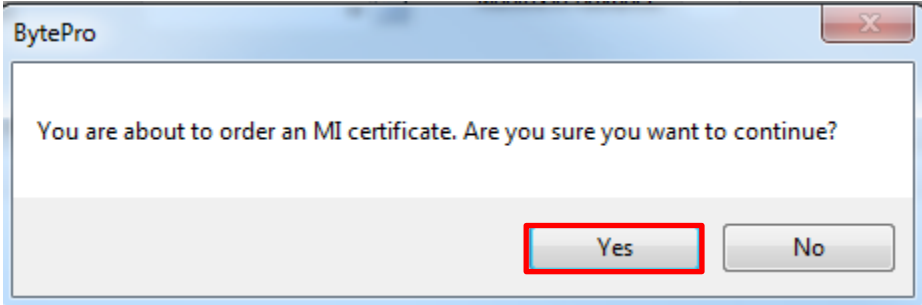 BytePro
You are about to order an MI certificate. Are you sure you want to continue?
Yes
No